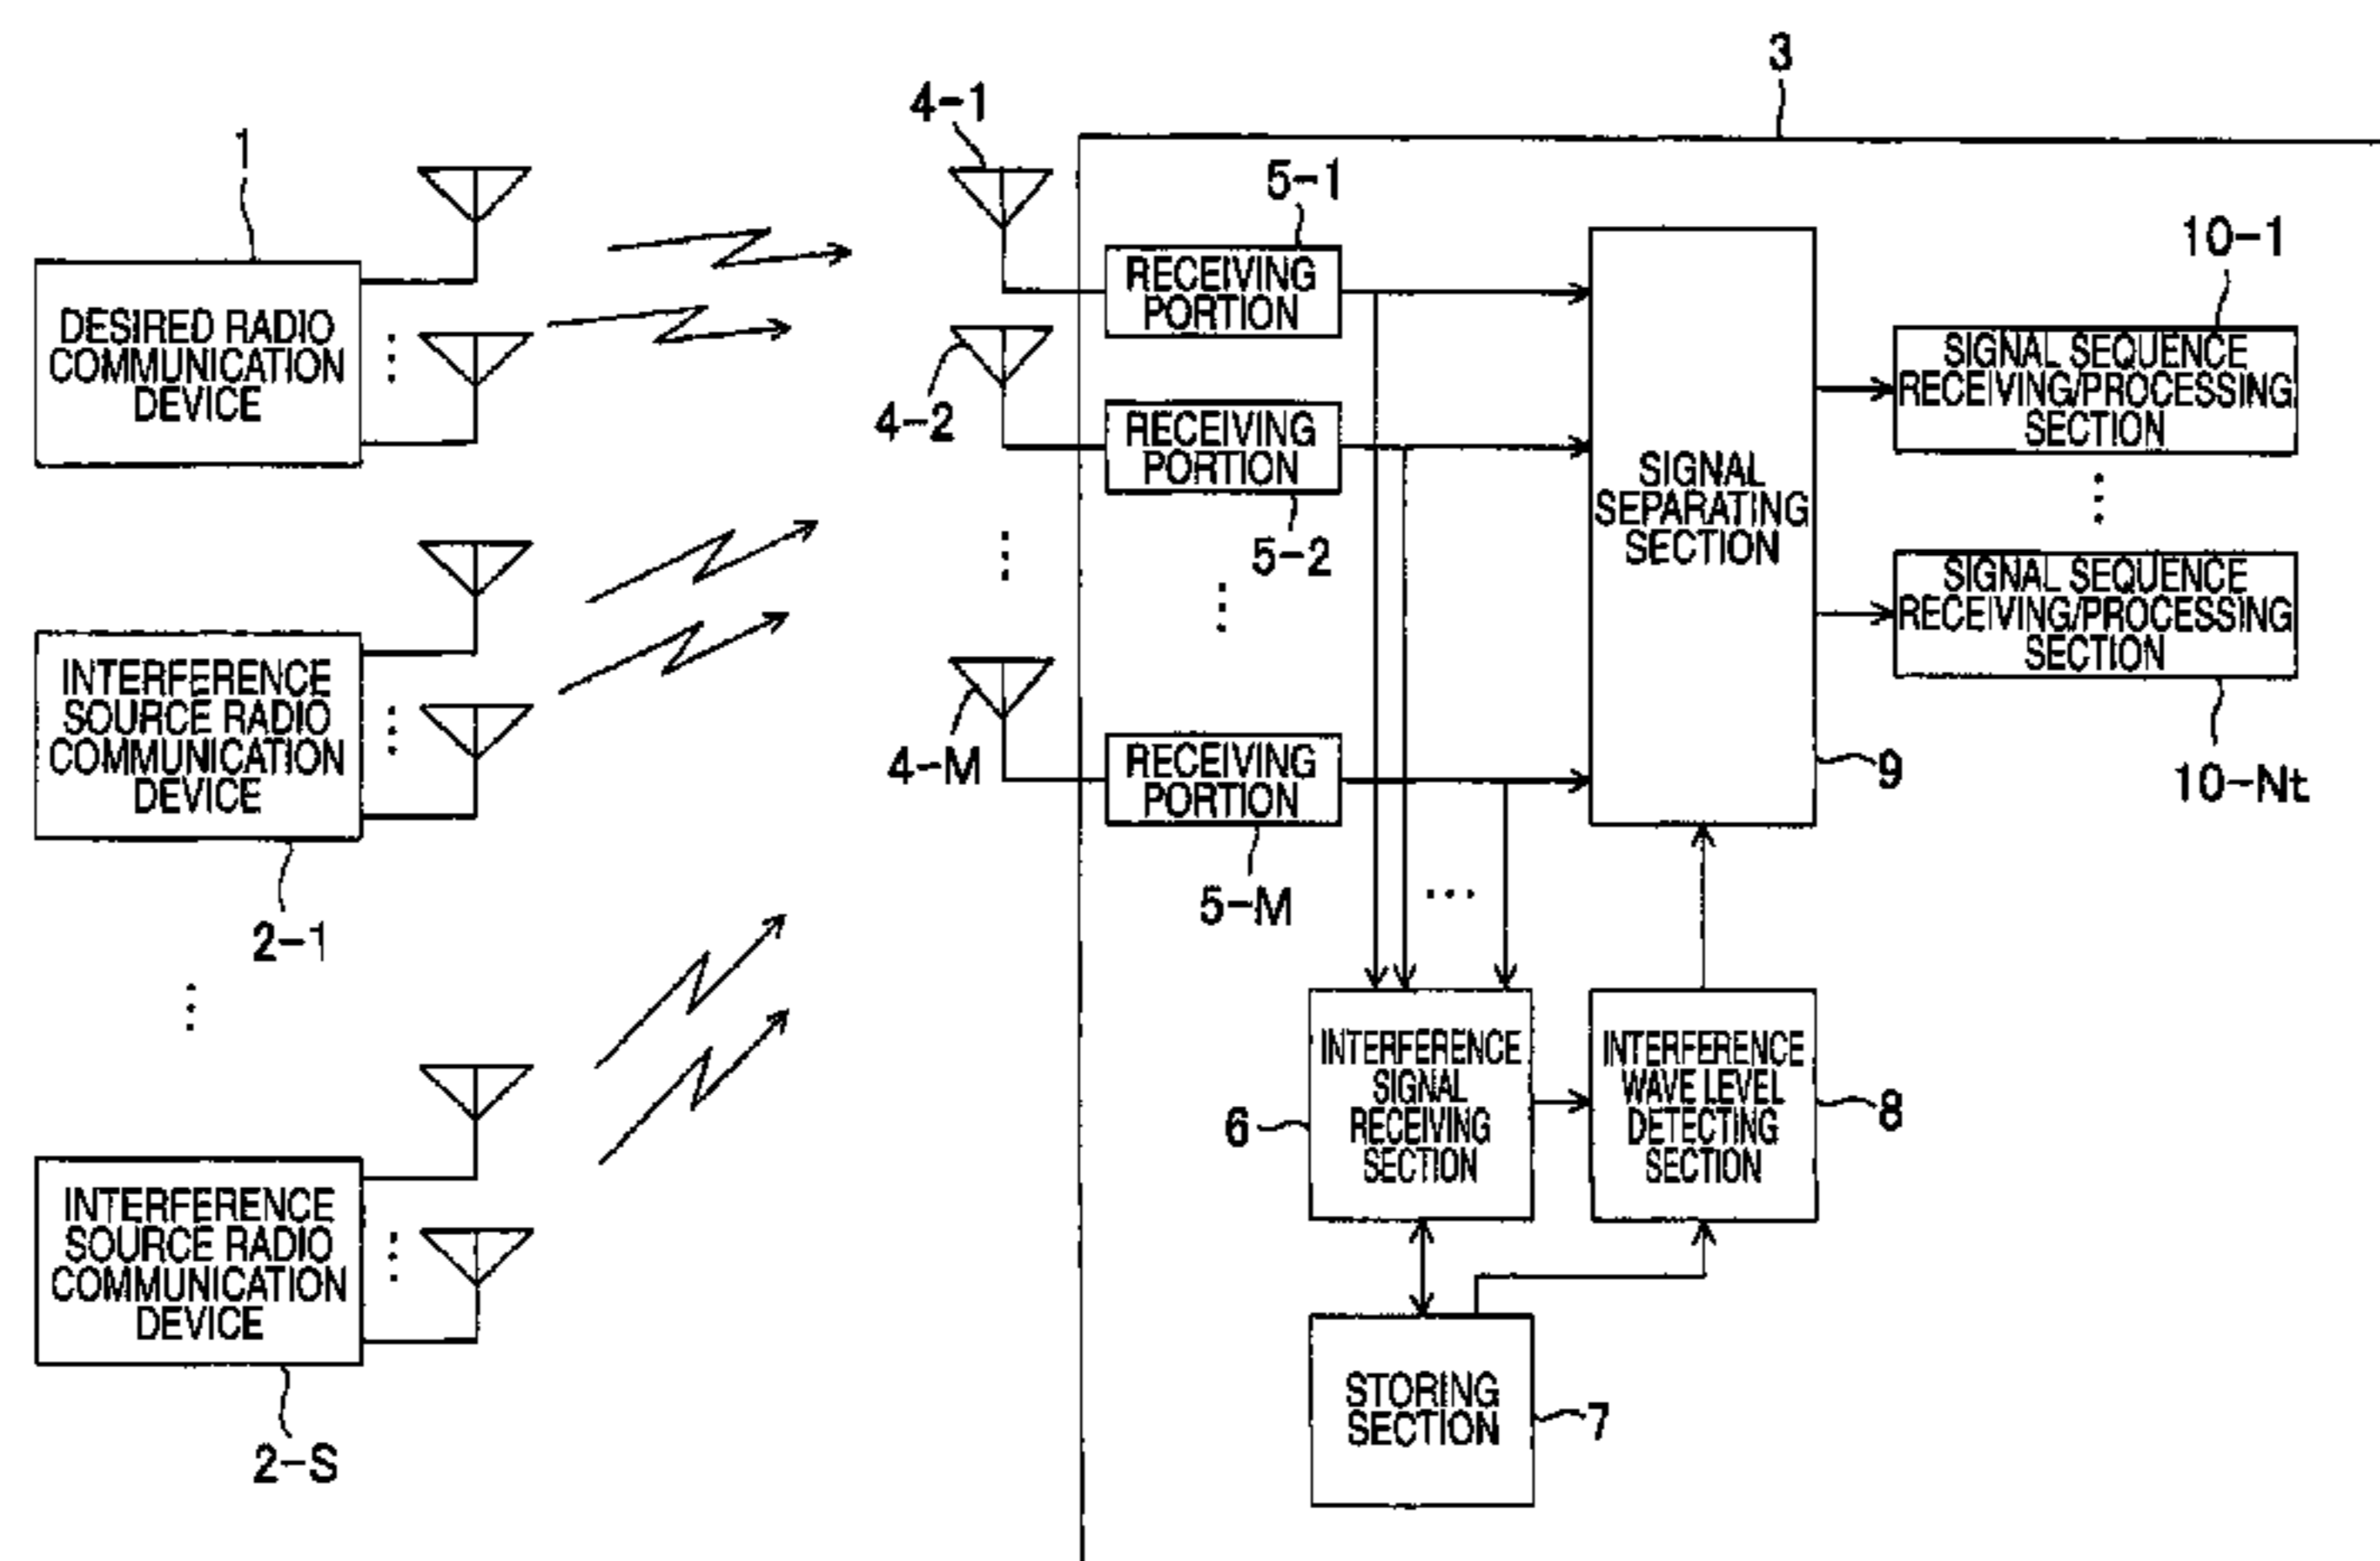 3
4-1
1
5-1
10-1
DESIRED RADIO
COMMUNICATION
DEVICE
RECEIVING
PORTION
4-2
RECEIVING
PORTION
5-2
SIGNAL
SEPARATING
SECTION
SIGNAL SEQUENCE
RECEIVING/PROCESSING
SECTION
SIGNAL SEQUENCE
RECEIVING/PROCESSING
SECTION
10-Nt
INTERFERENCE
SOURCE RADIO
COMMUNICATION
DEVICE
2-1
4-M
RECEIVING
PORTION
5-M
9
INTERFERENCE
SIGNAL
RECEIVING
SECTION
6
INTERFERENCE
WAVE LEVEL
DETECTING
SECTION
8
INTERFERENCE
SOURCE RADIO
COMMUNICATION
DEVICE
2-S
STORING
SECTION
7